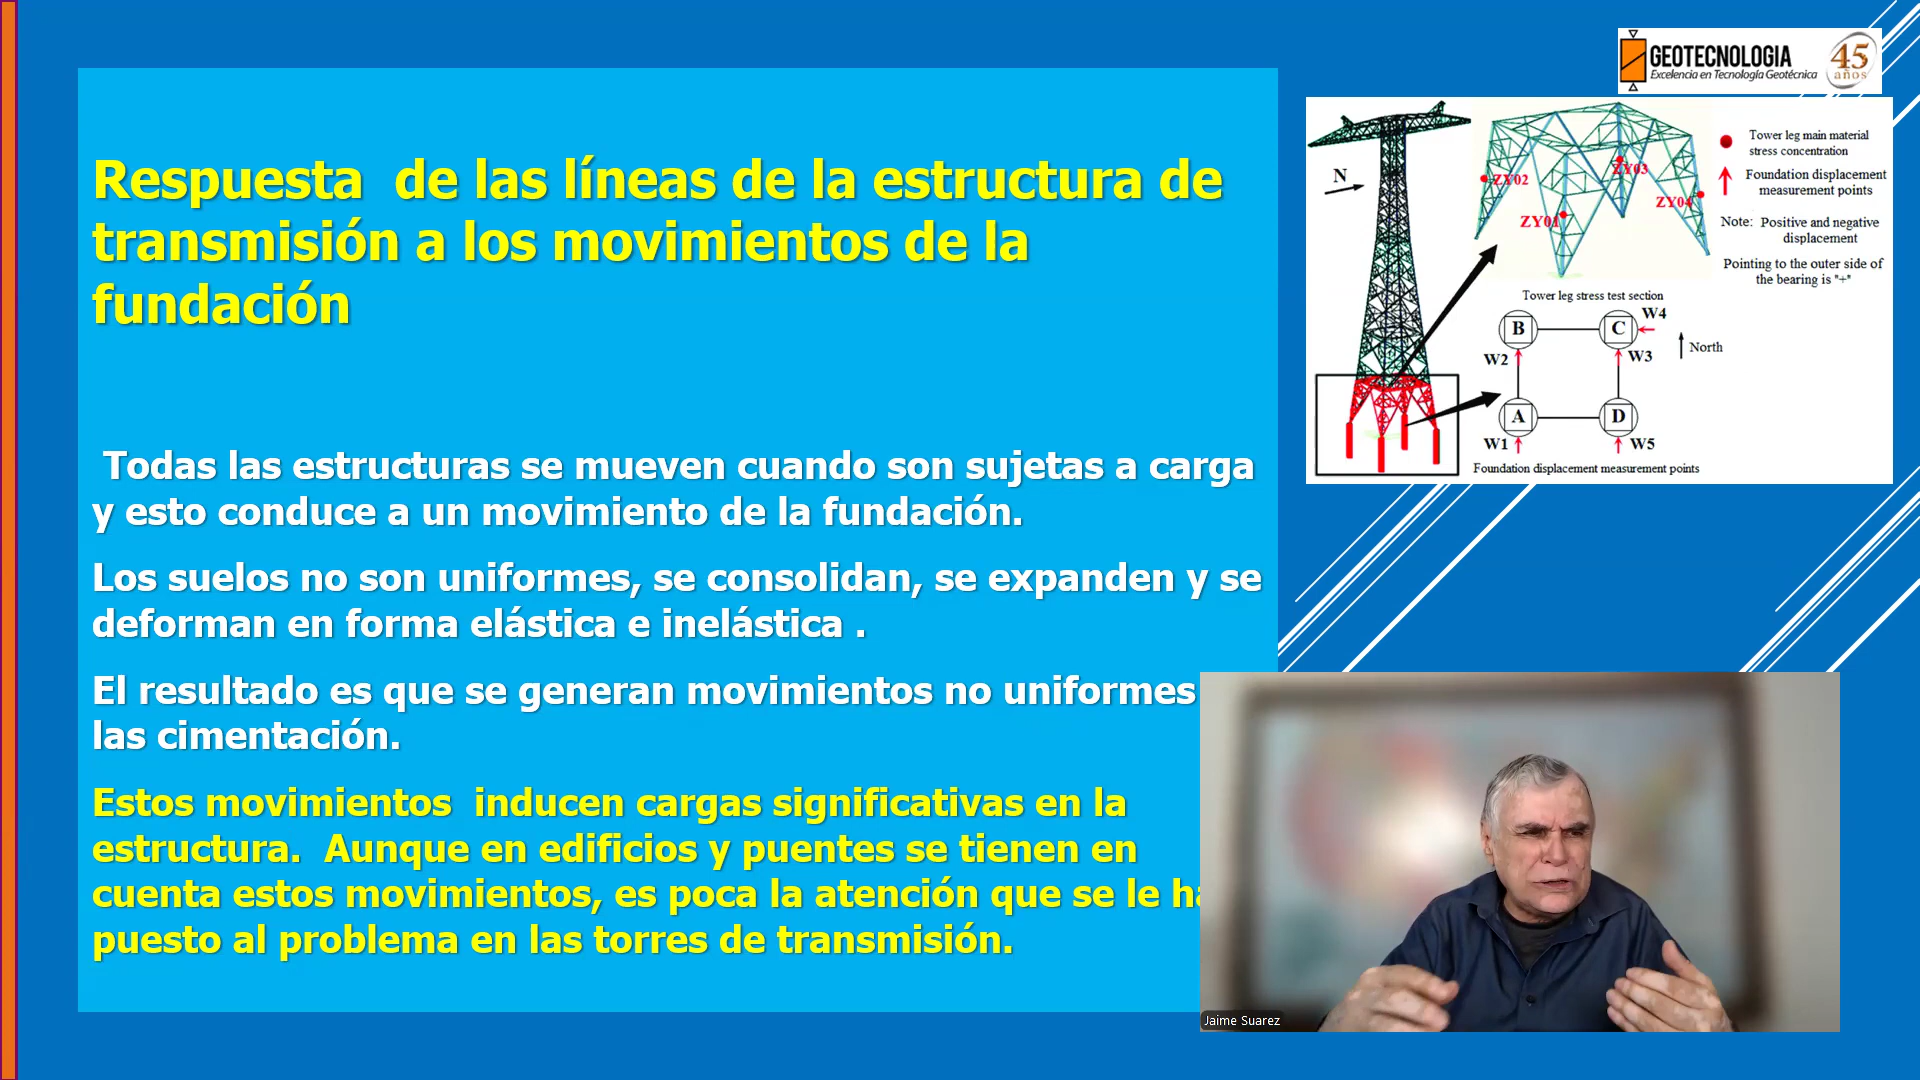 GEOTECNOLOGIA
Excelencia en Tecnología Geotécnica
45
años
Respuesta  de las líneas de la estructura de
transmisión a los movimientos de la
fundación
Todas las estructuras se mueven cuando son sujetas a carga
y esto conduce a un movimiento de la fundación.
Los suelos no son uniformes, se consolidan, se expanden y se
deforman en forma elástica e inelástica .
El resultado es que se generan movimientos no uniformes
las cimentación.
Estos movimientos  inducen cargas significativas en la
estructura.  Aunque en edificios y puentes se tienen en
cuenta estos movimientos, es poca la atención que se le
puesto al problema en las torres de transmisión.
N
ZY02
ZY03
ZY01
ZY04
Tower leg main material
stress concentration
Foundation displacement
measurement points
Note: Positive and negative
displacement
Pointing to the outer side of
the bearing is "+"
Tower leg stress test section
B
C
W4
W2
W3
North
A
D
W1
W5
Foundation displacement measurement points
Jaime Suarez